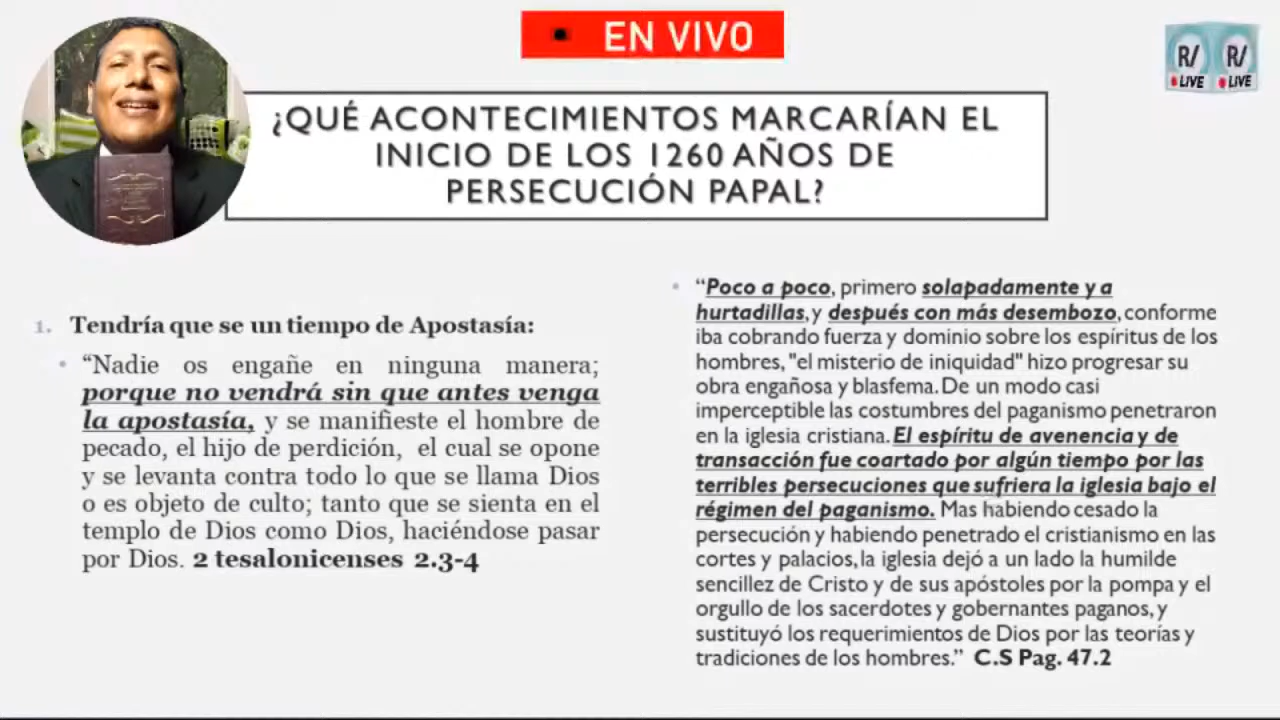 EN VIVO
R/ R/
LIVE LIVE
¿QUÉ ACONTECIMIENTOS MARCARÍAN EL
INICIO DE LOS 1260 AÑOS DE
PERSECUCIÓN PAPAL?
1. Tendría que se un tiempo de Apostasía:
• “Nadie os engañe en ninguna manera;
porque no vendrá sin que antes venga
la apostasía, y se manifieste el hombre de
pecado, el hijo de perdición, el cual se opone
y se levanta contra todo lo que se llama Dios
o es objeto de culto; tanto que se sienta en el
templo de Dios como Dios, haciéndose pasar
por Dios. 2 tesalonicenses 2.3-4
• “Poco a poco, primero solapadamente y a
hurtadillas, y después con más desembozo, conforme
iba cobrando fuerza y dominio sobre los espíritus de los
hombres, "el misterio de iniquidad" hizo progresar su
obra engañosa y blasfema. De un modo casi
imperceptible las costumbres del paganismo penetraron
en la iglesia cristiana. El espíritu de avenencia y de
transacción fue coartado por algún tiempo por las
terribles persecuciones que sufriera la iglesia bajo el
régimen del paganismo. Mas habiendo cesado la
persecución y habiendo penetrado el cristianismo en las
cortes y palacios, la iglesia dejó a un lado la humilde
sencillez de Cristo y de sus apóstoles por la pompa y el
orgullo de los sacerdotes y gobernantes paganos, y
sustituyó los requerimientos de Dios por las teorías y
tradiciones de los hombres.” C.S Pag. 47.2